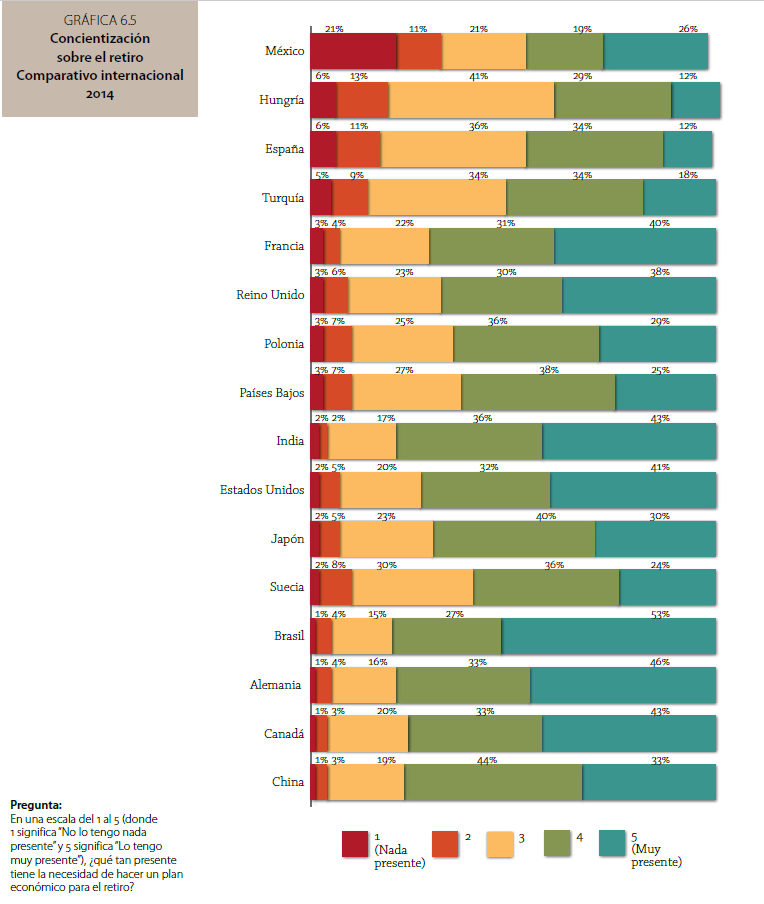 GRÁFICA 6.5
Concientización
sobre el retiro
Comparativo internacional
2014
21% 11% 21% 19% 26%
México
6% 13% 41% 29% 12%
Hungría
6% 11% 36% 34% 12%
España
5% 9% 34% 34% 18%
Turquía
3% 4% 22% 31% 40%
Francia
3% 6% 23% 30% 38%
Reino Unido
3% 7% 25% 36% 29%
Polonia
3% 7% 27% 38% 25%
Países Bajos
2% 2% 17% 36% 43%
India
2% 5% 20% 32% 41%
Estados Unidos
2% 5% 23% 40% 30%
Japón
2% 8% 30% 36% 24%
Suecia
1% 4% 15% 27% 53%
Brasil
1% 4% 16% 33% 46%
Alemania
1% 3% 20% 33% 43%
Canadá
1% 3% 19% 44% 33%
China
Pregunta:
En una escala del 1 al 5 (donde
1 significa "No lo tengo nada
presente" y 5 significa "Lo tengo
muy presente"), ¿qué tan presente
tiene la necesidad de hacer un plan
económico para el retiro?
1
(Nada
presente)
2
3
4
5
(Muy
presente)